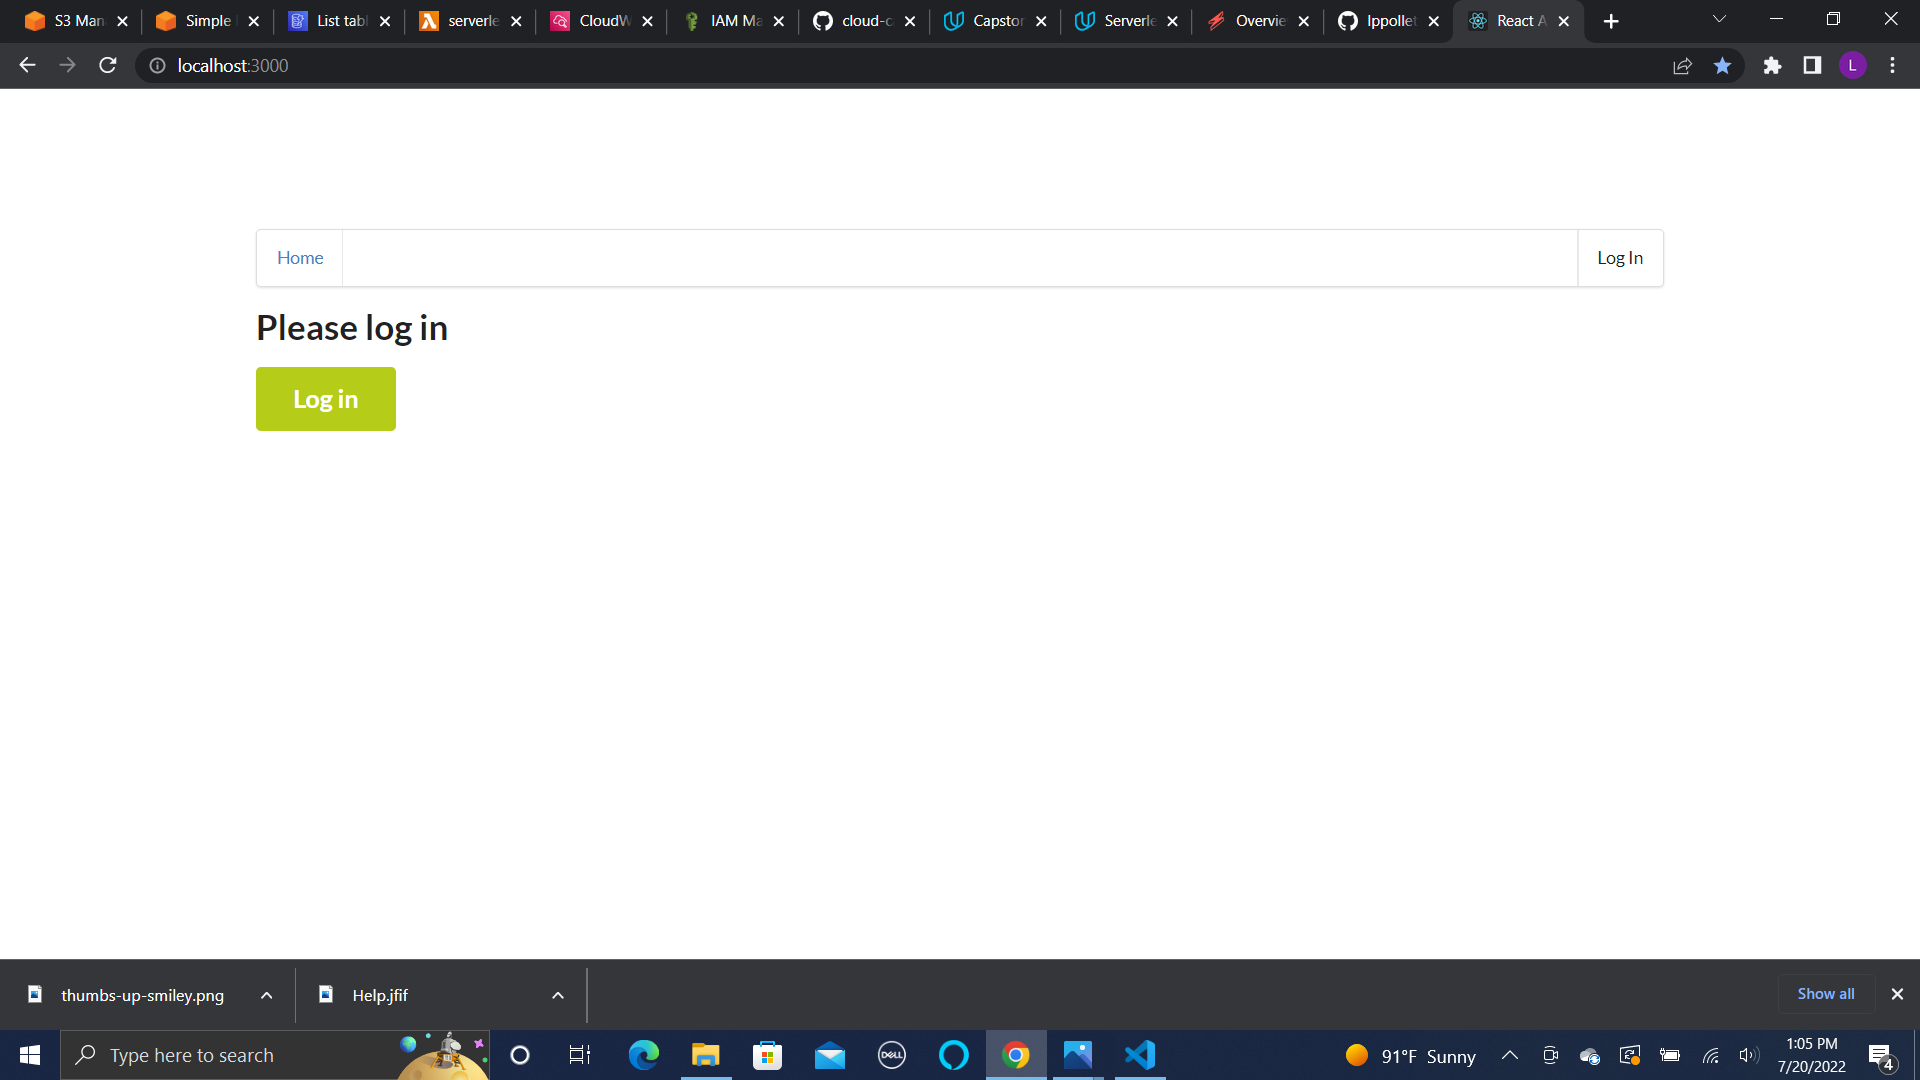 S3 Man
Simple
List tabl
serverle
CloudW
IAM Ma
cloud-c
Capstor
Serverle
Overvie
Ippollet
React A
localhost:3000
L
Home
Log In
Please log in
Log in
thumbs-up-smiley.png
Help.jfif
Show all
Type here to search
DELL
91°F Sunny
1:05 PM
7/20/2022
4